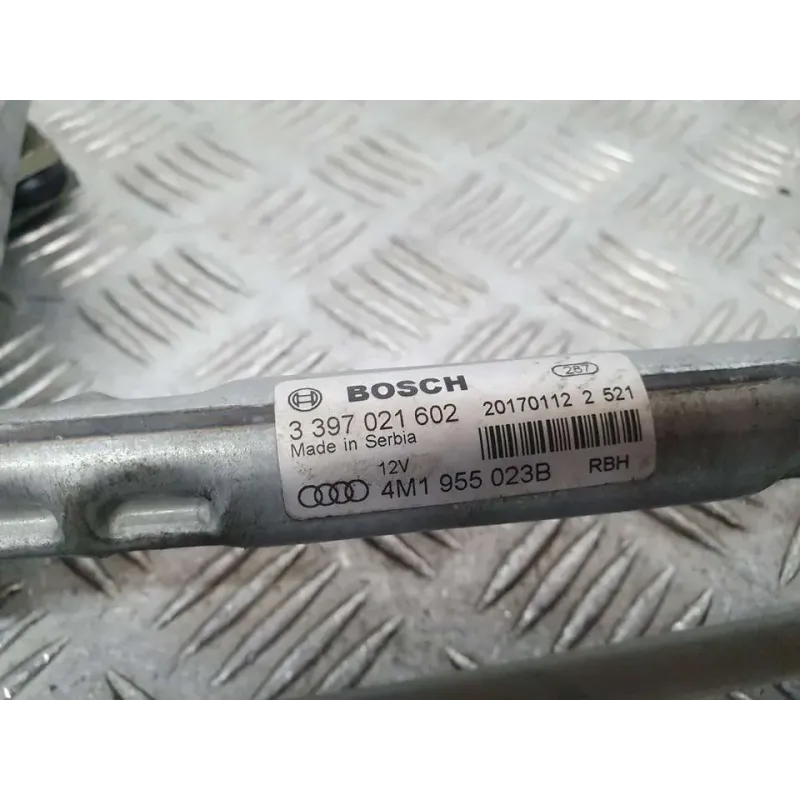 287
BOSCH
3 397 021 602 20170112 2 521
Made in Serbia
12V
4M1 955 023B RBH